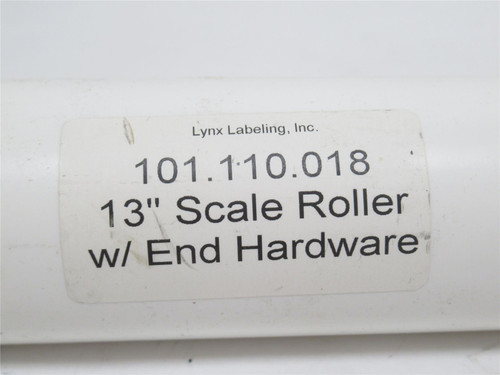 Lynx Labeling, Inc.
101.110.018
13" Scale Roller
w/ End Hardware